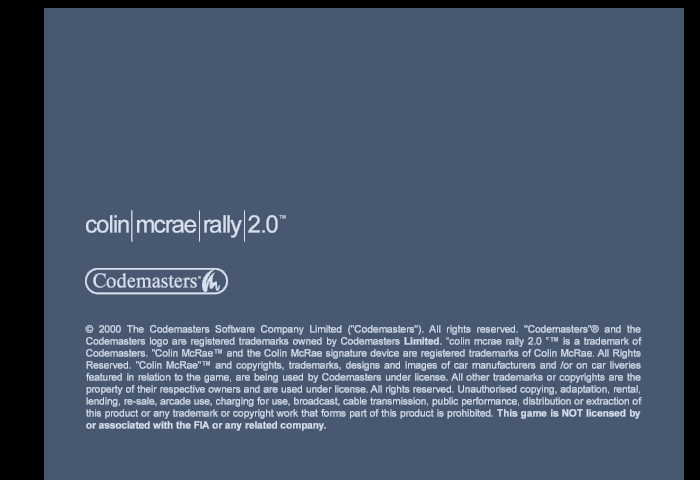 colin|mcrae|rally|2.0™
Codemasters
© 2000 The Codemasters Software Company Limited ("Codemasters"). All rights reserved. "Codemasters"® and the
Codemasters logo are registered trademarks owned by Codemasters Limited. "colin mcrae rally 2.0 "™ is a trademark of
Codemasters. "Colin McRae™ and the Colin McRae signature device are registered trademarks of Colin McRae. All Rights
Reserved. "Colin McRae"™ and copyrights, trademarks, designs and images of car manufacturers and /or on car liveries
featured in relation to the game, are being used by Codemasters under license. All other trademarks or copyrights are the
property of their respective owners and are used under license. All rights reserved. Unauthorised copying, adaptation, rental,
lending, re-sale, arcade use, charging for use, broadcast, cable transmission, public performance, distribution or extraction of
this product or any trademark or copyright work that forms part of this product is prohibited. This game is NOT licensed by
or associated with the FIA or any related company.